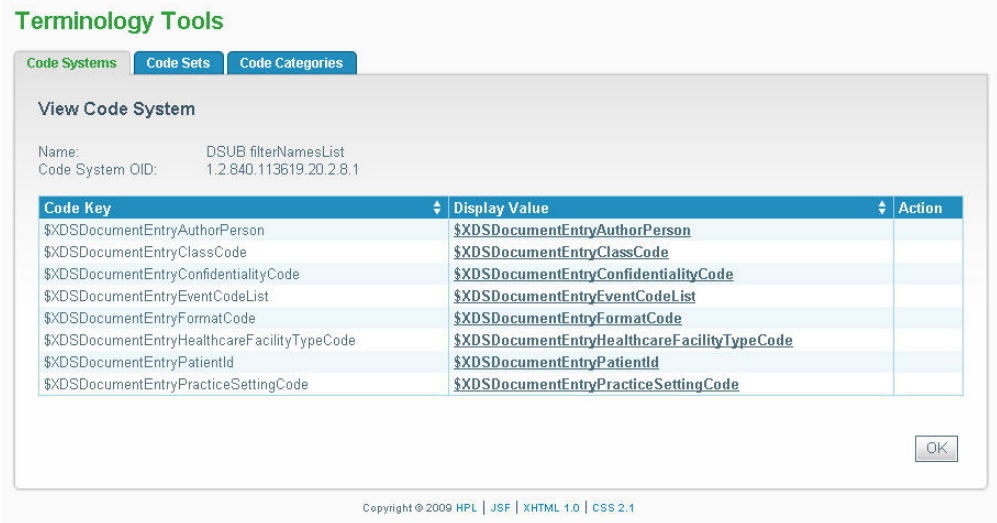 Terminology Tools
Code Systems Code Sets Code Categories
View Code System
Name: DSUB filterNamesList
Code System OID: 1.2.840.113619.20.2.8.1
Code Key Display Value Action
$XDSDocumentEntryAuthorPerson $XDSDocumentEntryAuthorPerson
$XDSDocumentEntryClassCode $XDSDocumentEntryClassCode
$XDSDocumentEntryConfidentialityCode $XDSDocumentEntryConfidentialityCode
$XDSDocumentEntryEventCodeList $XDSDocumentEntryEventCodeList
$XDSDocumentEntryFormatCode $XDSDocumentEntryFormatCode
$XDSDocumentEntryHealthcareFacilityTypeCode $XDSDocumentEntryHealthcareFacilityTypeCode
$XDSDocumentEntryPatientId $XDSDocumentEntryPatientId
$XDSDocumentEntryPracticeSettingCode $XDSDocumentEntryPracticeSettingCode
OK
Copyright © 2009 HPL | JSF | XHTML 1.0 | CSS 2.1